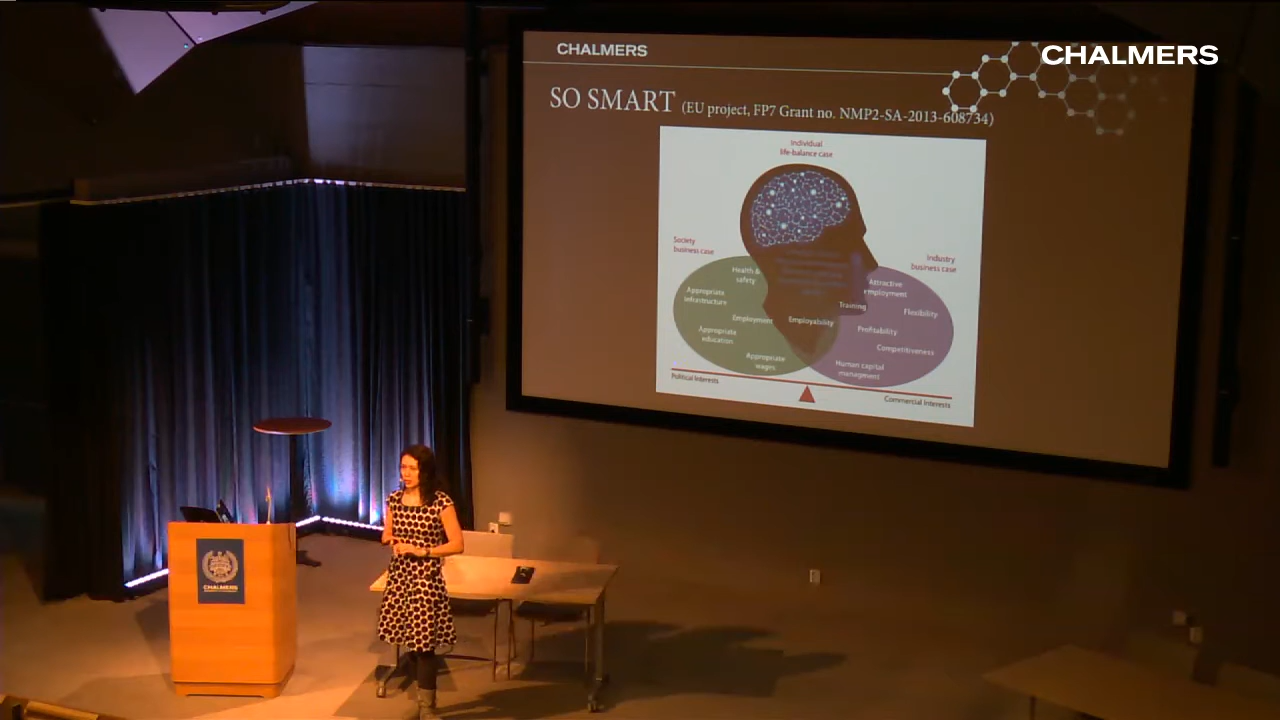 CHALMERS
CHALMERS
SO SMART (EU project, FP7 Grant no. NMP2-SA-2013-608734)
Individual
life-balance case
Society
business case
Industry
business case
Health &
safety
Appropriate
infrastructure
Employment
Appropriate
education
Appropriate
wages
Employability
Training
Attractive
employment
Flexibility
Profitability
Competitiveness
Human capital
management
Political Interests
Commercial Interests
CHALMERS